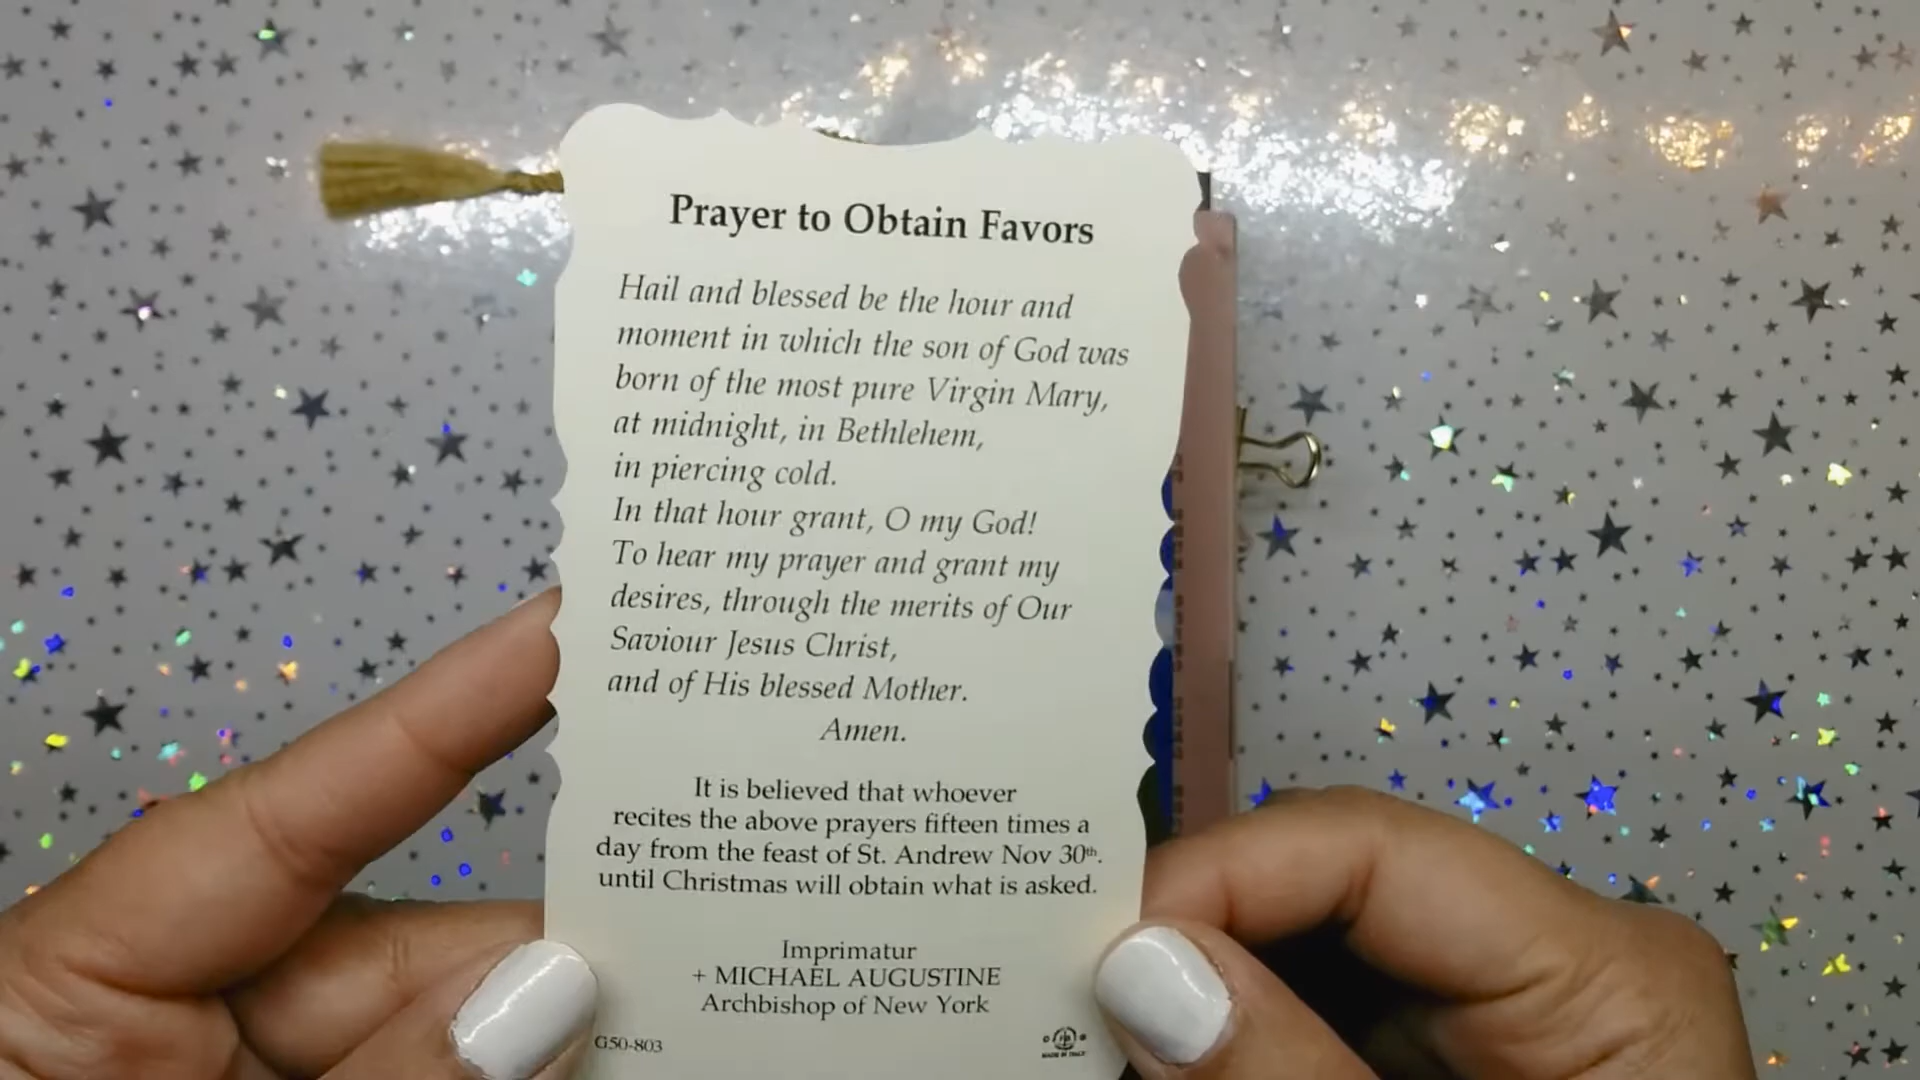 Prayer to Obtain Favors
Hail and blessed be the hour and
moment in which the son of God was
born of the most pure Virgin Mary,
at midnight, in Bethlehem,
in piercing cold.
In that hour grant, O my God!
To hear my prayer and grant my
desires, through the merits of Our
Saviour Jesus Christ,
and of His blessed Mother.
Amen.
It is believed that whoever
recites the above prayers fifteen times a
day from the feast of St. Andrew Nov 30th.
until Christmas will obtain what is asked.
Imprimatur
+ MICHAEL AUGUSTINE
Archbishop of New York
G50-803
MADE IN ITALY